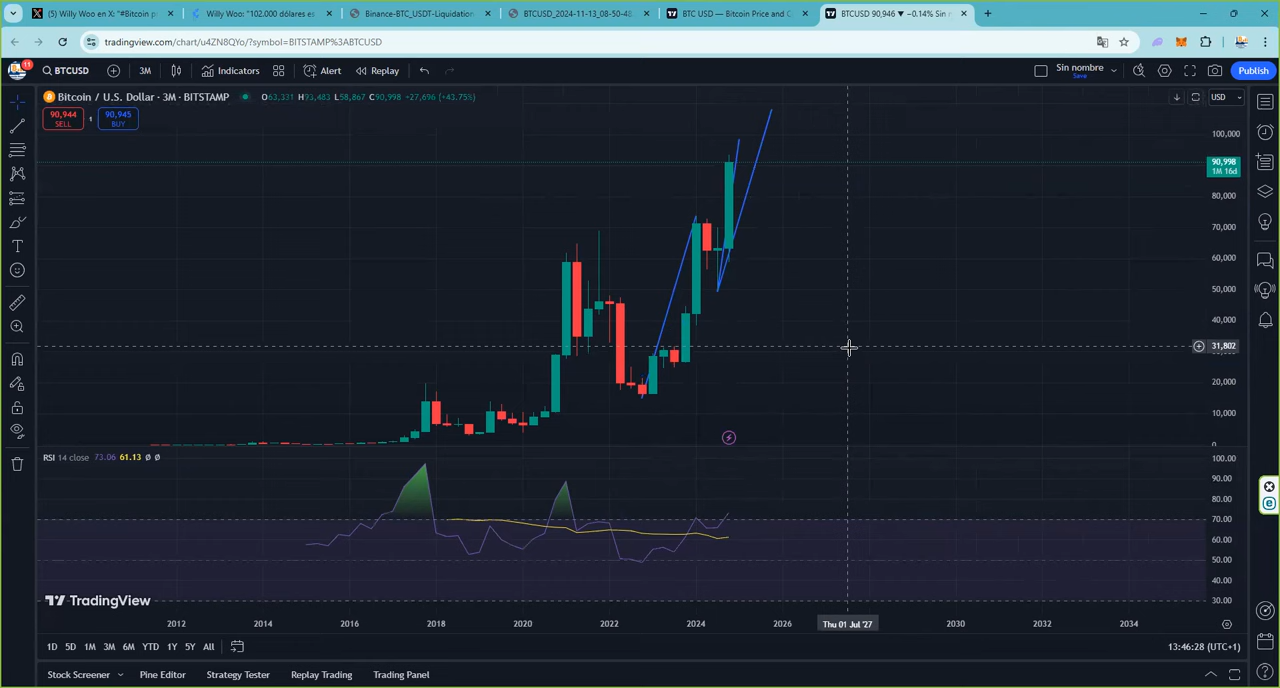 (5) Willy Woo en X: "#Bitcoin p
Willy Woo: "102.000 dólares es
Binance-BTC_USDT-Liquidation
BTCUSD_2024-11-13_08-50-48.
BTC USD — Bitcoin Price and C
BTCUSD 90,946 ▼ −0.14% Sin n
tradingview.com/chart/u4ZN8QYo/?symbol=BITSTAMP%3ABTCUSD
11
BTCUSD
3M
Indicators
Alert
Replay
Sin nombre
Save
Publish
Bitcoin / U.S. Dollar · 3M · BITSTAMP
O63,331 H93,483 L58,867 C90,998 +27,696 (+43.75%)
USD
90,944
SELL
1
90,945
BUY
100,000
90,998
1M 16d
80,000
70,000
60,000
50,000
40,000
31,802
20,000
10,000
0
RSI 14 close 73.06 61.13 Ø Ø
100.00
90.00
80.00
70.00
60.00
50.00
40.00
30.00
TradingView
2012
2014
2016
2018
2020
2022
2024
2026
Thu 01 Jul '27
2030
2032
2034
1D 5D 1M 3M 6M YTD 1Y 5Y All
13:46:28 (UTC+1)
Stock Screener
Pine Editor
Strategy Tester
Replay Trading
Trading Panel